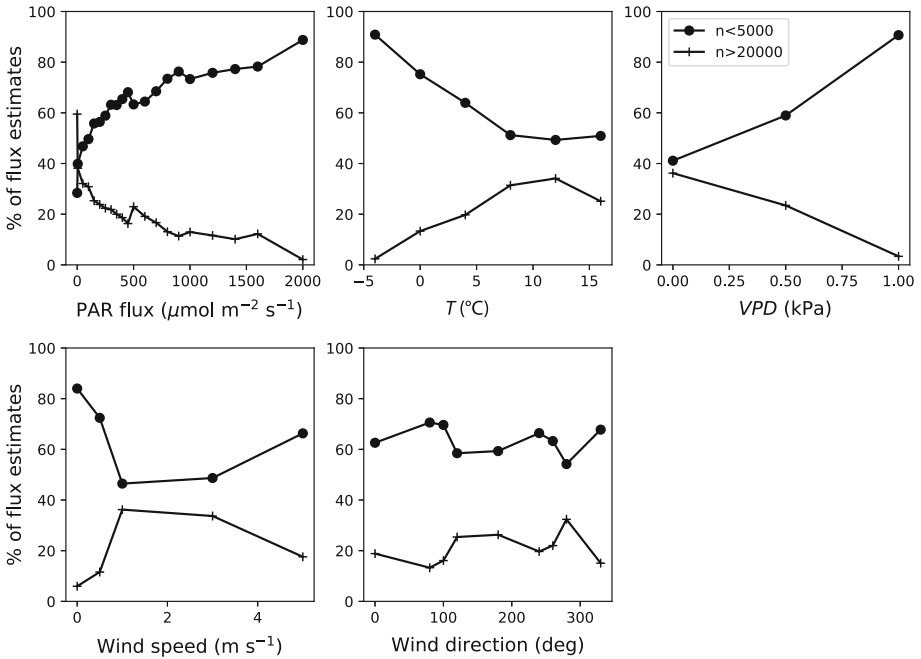 % of flux estimates
100
80
60
40
20
0
0 500 1000 1500 2000
PAR flux (μmol m⁻² s⁻¹)
100
80
60
40
20
0
−5 0 5 10 15
T (°C)
n<5000
n>20000
100
80
60
40
20
0
0.00 0.25 0.50 0.75 1.00
VPD (kPa)
% of flux estimates
100
80
60
40
20
0
0 2 4
Wind speed (m s⁻¹)
100
80
60
40
20
0
0 100 200 300
Wind direction (deg)